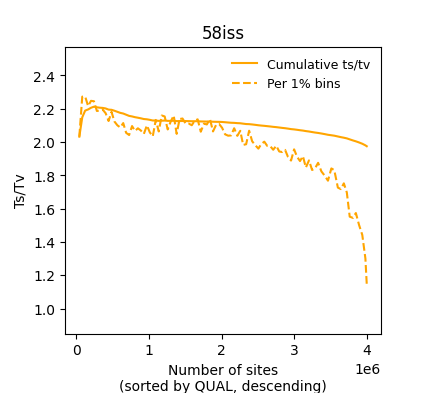 58iss
Cumulative ts/tv
Per 1% bins
Ts/Tv
2.4
2.2
2.0
1.8
1.6
1.4
1.2
1.0
0
1
2
3
4
1e6
Number of sites
(sorted by QUAL, descending)